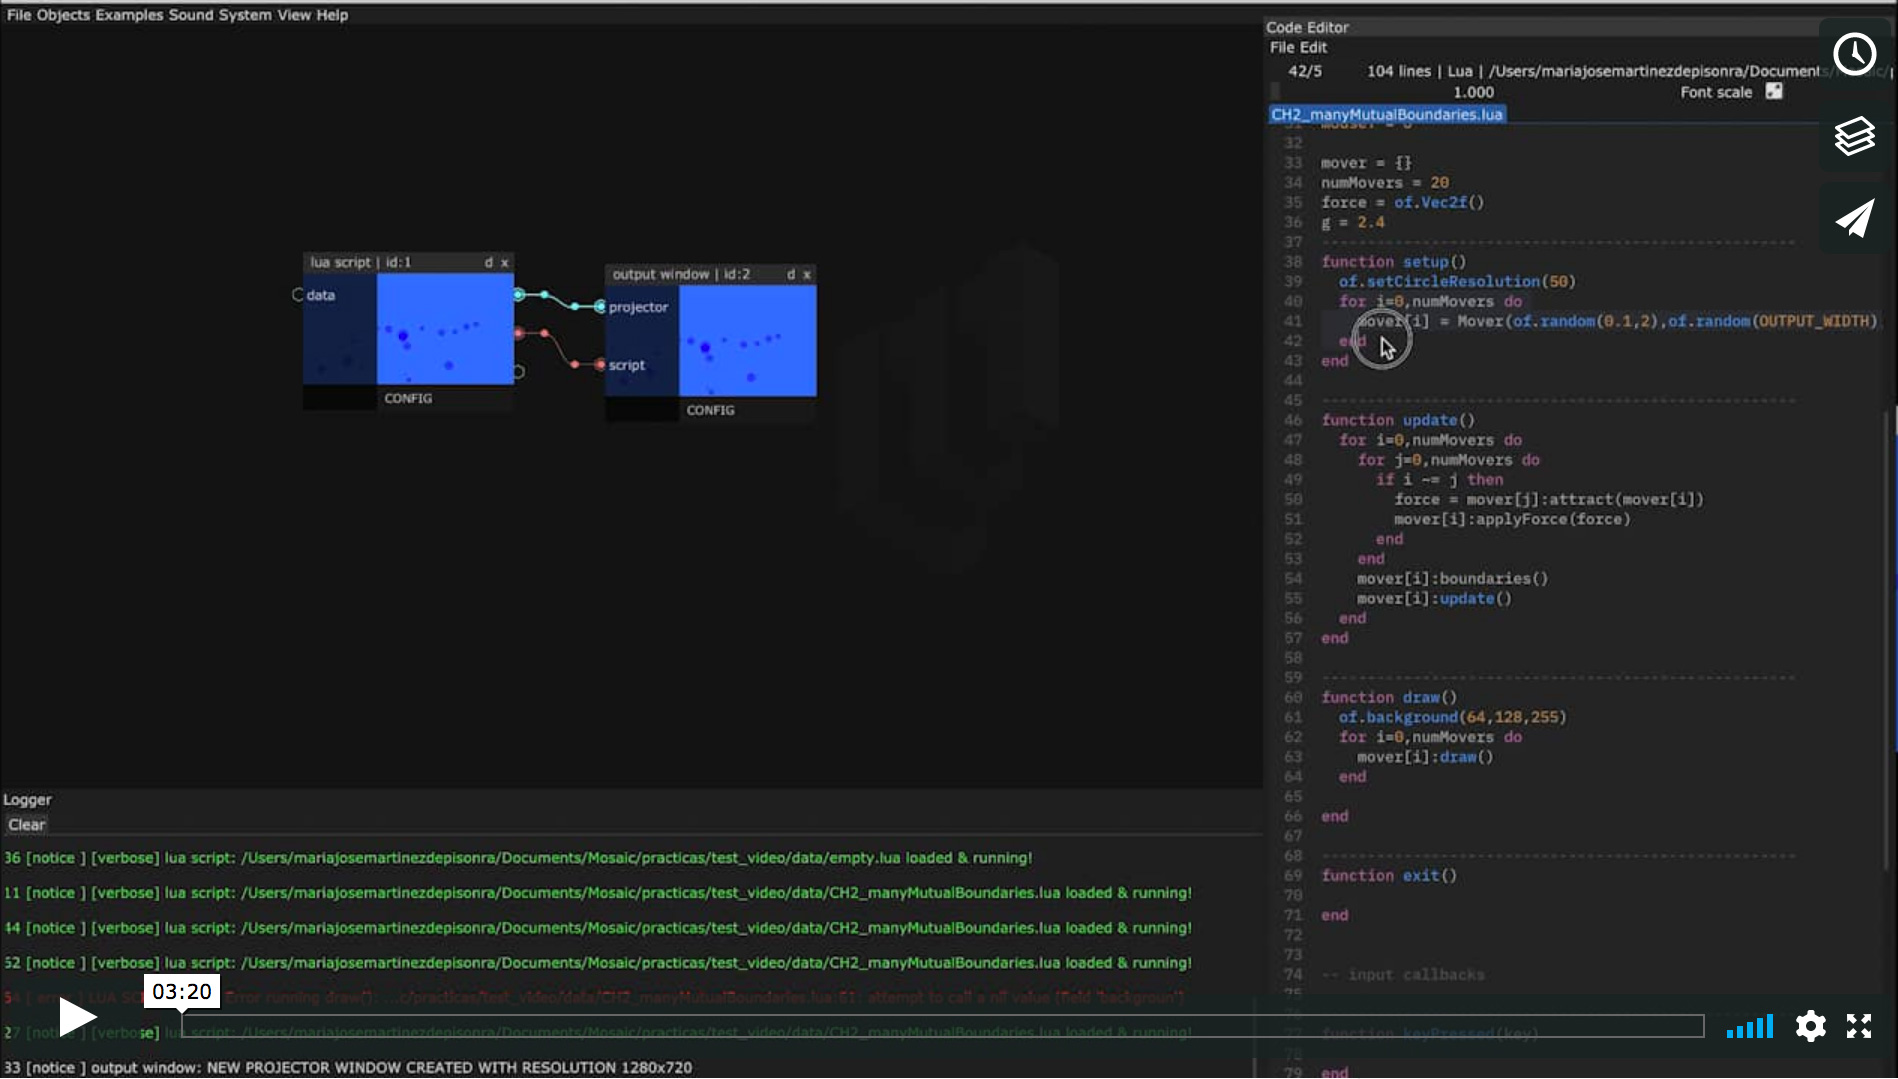 File Objects Examples Sound System View Help
Code Editor
File Edit
42/5 104 lines | Lua | /Users/mariajosemartinezdepisonra/Document
1.000 Font scale
CH2_manyMutualBoundaries.lua
32
33 mover = {}
34 numMovers = 20
35 force = of.Vec2f()
36 g = 2.4
37 ----------------------------------------------------
38 function setup()
39 of.setCircleResolution(50)
40 for i=0,numMovers do
41 mover[i] = Mover(of.random(0.1,2),of.random(OUTPUT_WIDTH)
42 end
43 end
44
45 ----------------------------------------------------
46 function update()
47 for i=0,numMovers do
48 for j=0,numMovers do
49 if i ~= j then
50 force = mover[j]:attract(mover[i])
51 mover[i]:applyForce(force)
52 end
53 end
54 mover[i]:boundaries()
55 mover[i]:update()
56 end
57 end
58
59 ----------------------------------------------------
60 function draw()
61 of.background(64,128,255)
62 for i=0,numMovers do
63 mover[i]:draw()
64 end
65
66 end
67
68 ----------------------------------------------------
69 function exit()
70
71 end
72
73
74 -- input callbacks
75
function keyPressed(key)
78
79 end
lua script | id:1 d x
data
CONFIG
output window | id:2 d x
projector
script
CONFIG
Logger
Clear
36 [notice ] [verbose] lua script: /Users/mariajosemartinezdepisonra/Documents/Mosaic/practicas/test_video/data/empty.lua loaded & running!
11 [notice ] [verbose] lua script: /Users/mariajosemartinezdepisonra/Documents/Mosaic/practicas/test_video/data/CH2_manyMutualBoundaries.lua loaded & running!
44 [notice ] [verbose] lua script: /Users/mariajosemartinezdepisonra/Documents/Mosaic/practicas/test_video/data/CH2_manyMutualBoundaries.lua loaded & running!
52 [notice ] [verbose] lua script: /Users/mariajosemartinezdepisonra/Documents/Mosaic/practicas/test_video/data/CH2_manyMutualBoundaries.lua loaded & running!
Error running draw(): ...c/practicas/test_video/data/CH2_manyMutualBoundaries.lua:61: attempt to call a nil value (field 'backgroun')
03:20
27 [notice ] [verbose] lua script: /Users/mariajosemartinezdepisonra/Documents/Mosaic/practicas/test_video/data/CH2_manyMutualBoundaries.lua loaded & running!
33 [notice ] output window: NEW PROJECTOR WINDOW CREATED WITH RESOLUTION 1280x720